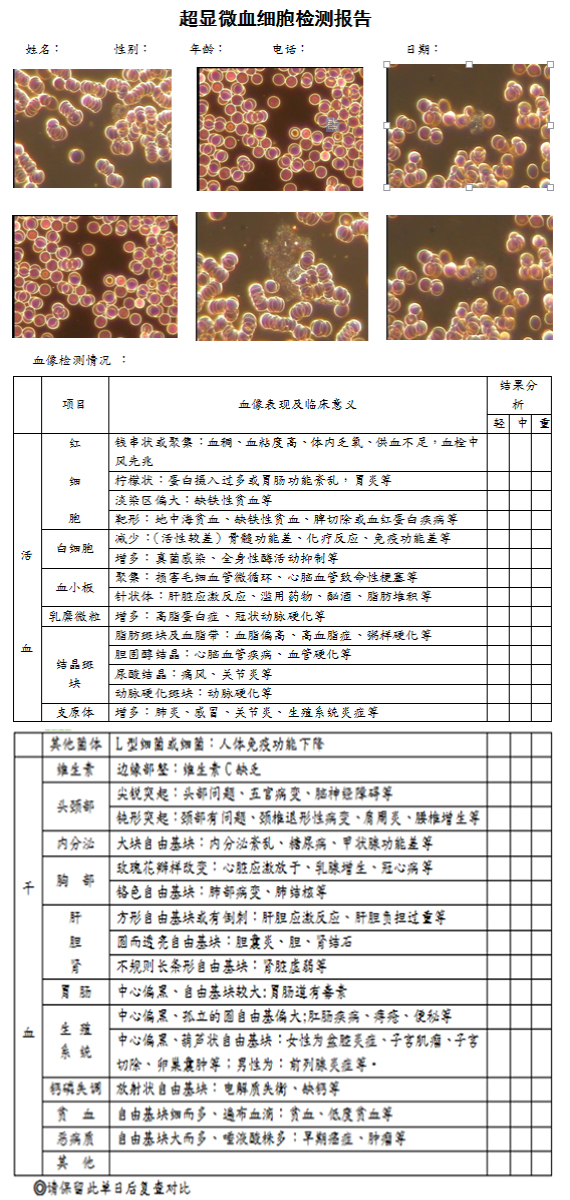 超显微血细胞检测报告
姓名： 性别： 年龄： 电话： 日期：
血像检测情况 ：
项目 血像表现及临床意义 结果分析
轻 中 重
活血
红细胞
钱串状或聚集：血稠、血粘度高、体内乏氧、供血不足，血栓中
风先兆
柠檬状：蛋白摄入过多或胃肠功能紊乱，胃炎等
淡染区偏大：缺铁性贫血等
靶形：地中海贫血、缺铁性贫血、脾切除或血红蛋白疾病等
白细胞
减少：（活性较差）骨髓功能差、化疗反应、免疫功能差等
增多：真菌感染、全身性酶活动抑制等
血小板
聚集：损害毛细血管微循环、心脑血管致命性梗塞等
针状体：肝脏应激反应、滥用药物、酗酒、脂肪堆积等
乳糜微粒 增多：高脂蛋白症、冠状动脉硬化等
结晶斑块
脂肪斑块及血脂带：血脂偏高、高血脂症、粥样硬化等
胆固醇结晶：心脑血管疾病、血管硬化等
尿酸结晶：痛风、关节炎等
动脉硬化斑块：动脉硬化等
支原体 增多：肺炎、感冒、关节炎、生殖系统炎症等
其他菌体 L型细菌或细菌：人体免疫功能下降
干血
维生素 边缘部整：维生素C缺乏
头颈部
尖锐突起：头部问题、五官病变、脑神经障碍等
钝形突起：颈部有问题、颈椎退形性病变、肩周炎、腰椎增生等
内分泌 大块自由基块：内分泌紊乱、糖尿病、甲状腺功能差等
胸 部
玫瑰花瓣样改变：心脏应激放于、乳腺增生、冠心病等
铬色自由基块：肺部病变、肺结核等
肝胆肾
方形自由基块或有倒刺：肝胆应激反应、肝胆负担过重等
圆而透亮自由基块：胆囊炎、胆、肾结石
不规则长条形自由基块：肾脏虚弱等
胃 肠 中心偏黑、自由基块较大;胃肠道有毒素
生 殖
系 统
中心偏黑、孤立的圆自由基偏大;肛肠疾病、痔疮、便秘等
中心偏黑、葫芦状自由基块：女性为盆腔炎症、子宫肌瘤、子宫
切除、卵巢囊肿等；男性为：前列腺炎症等。
钙磷失调 放射状自由基块：电解质失衡、缺钙等
贫 血 自由基块细而多、遍布血滴：贫血、低度贫血等
恶病质 自由基块大而多、唾液酸株多：早期癌症、肿瘤等
其 他
◎请保留此单日后复查对比